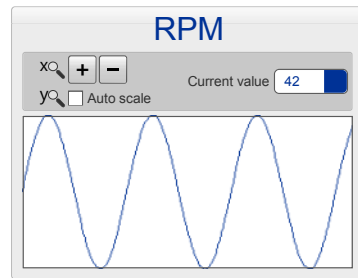 RPM
x + −
Current value 42
y Auto scale